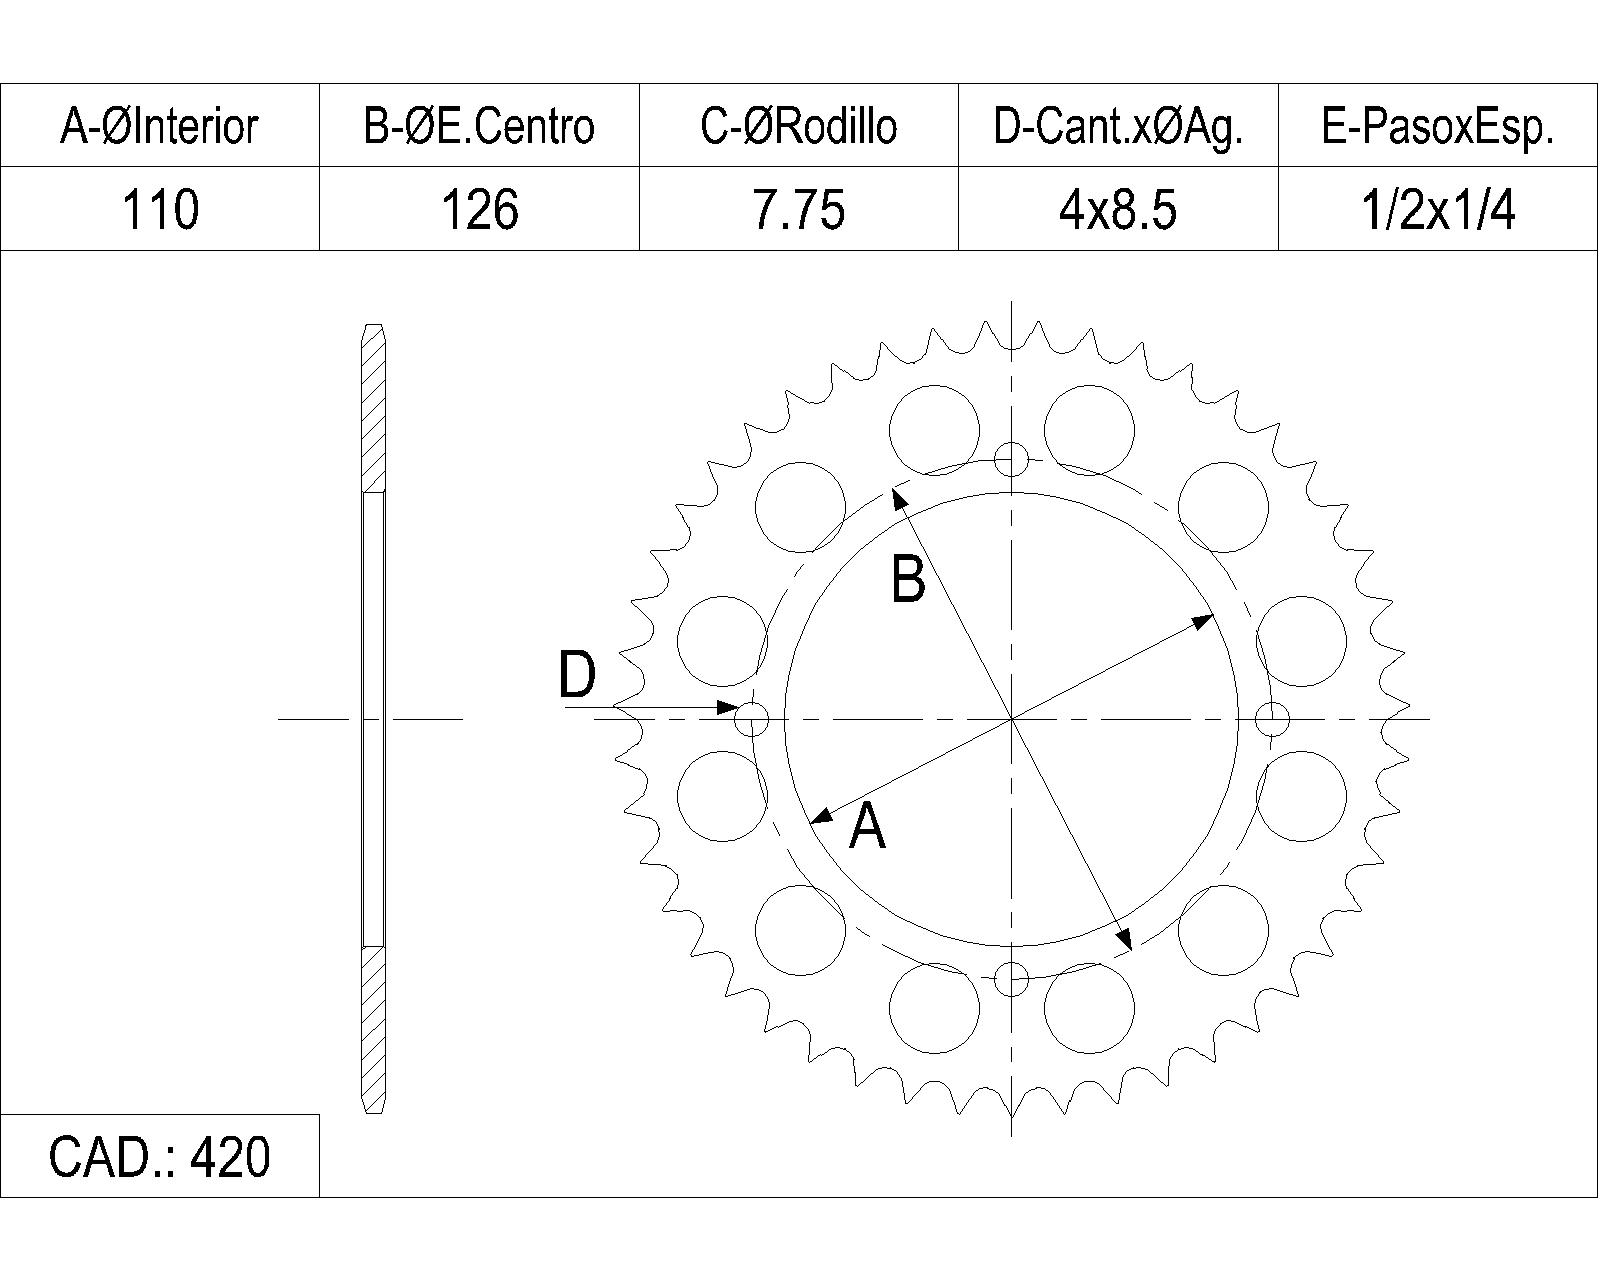 A-ØInterior B-ØE.Centro C-ØRodillo D-Cant.xØAg. E-PasoxEsp.
110 126 7.75 4x8.5 1/2x1/4
B
D
A
CAD.: 420